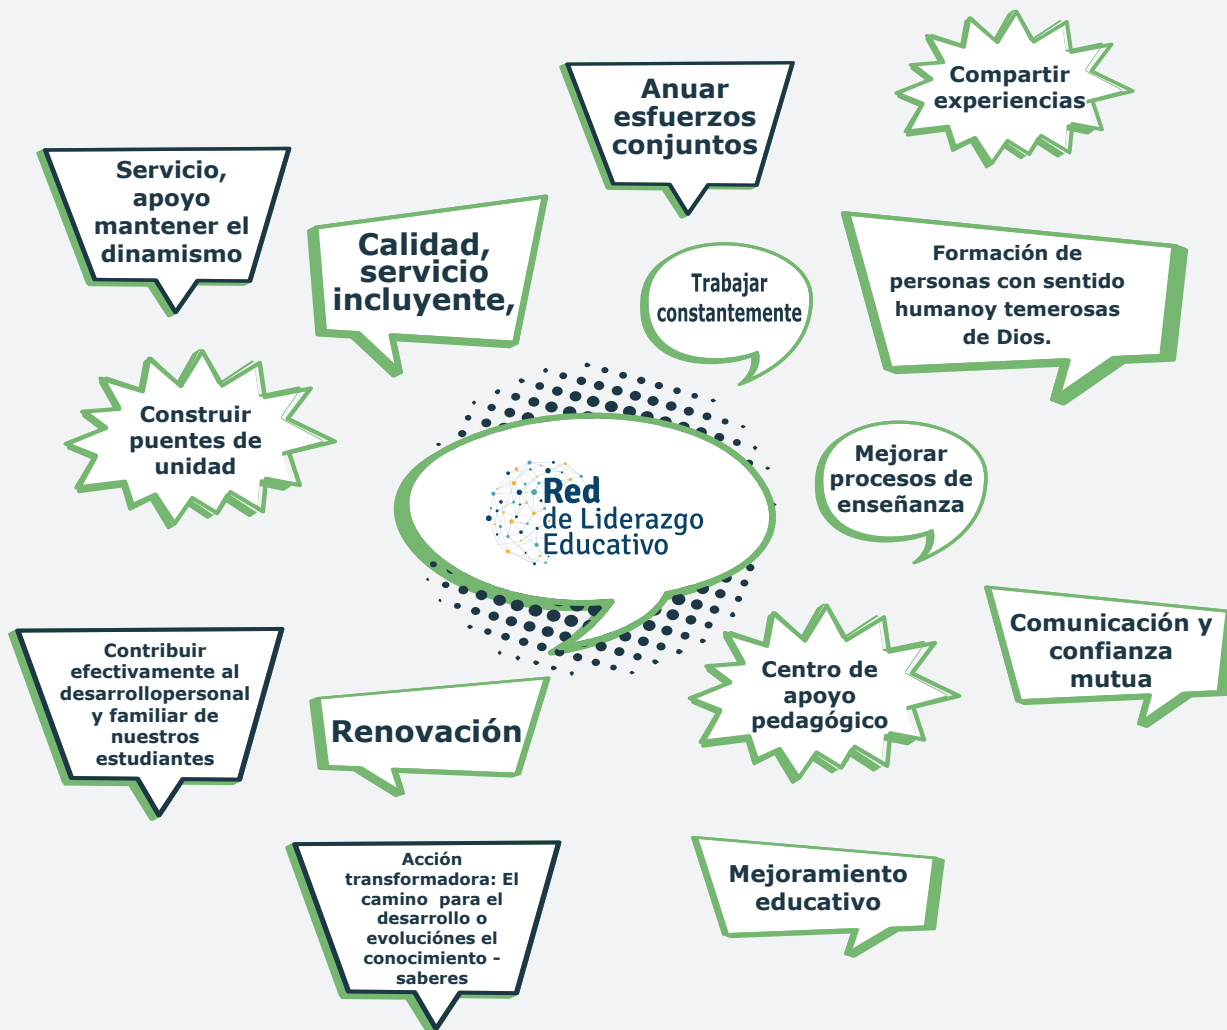 Compartir
experiencias
Anuar
esfuerzos
conjuntos
Servicio,
apoyo
mantener el
dinamismo
Calidad,
servicio
incluyente,
Trabajar
constantemente
Formación de
personas con sentido
humanoy temerosas
de Dios.
Construir
puentes de
unidad
Red
de Liderazgo
Educativo
Mejorar
procesos de
enseñanza
Contribuir
efectivamente al
desarrollopersonal
y familiar de
nuestros
estudiantes
Renovación
Centro de
apoyo
pedagógico
Comunicación y
confianza
mutua
Acción
transformadora: El
camino  para el
desarrollo o
evoluciónes el
conocimiento -
saberes
Mejoramiento
educativo